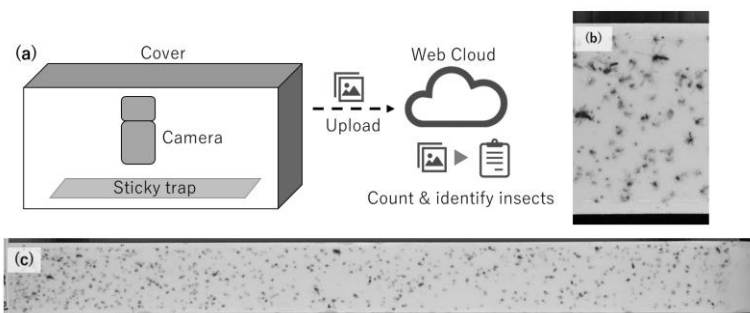 (a)
Cover
Camera
Sticky trap
Upload
Web Cloud
Count & identify insects
(b)
(c)